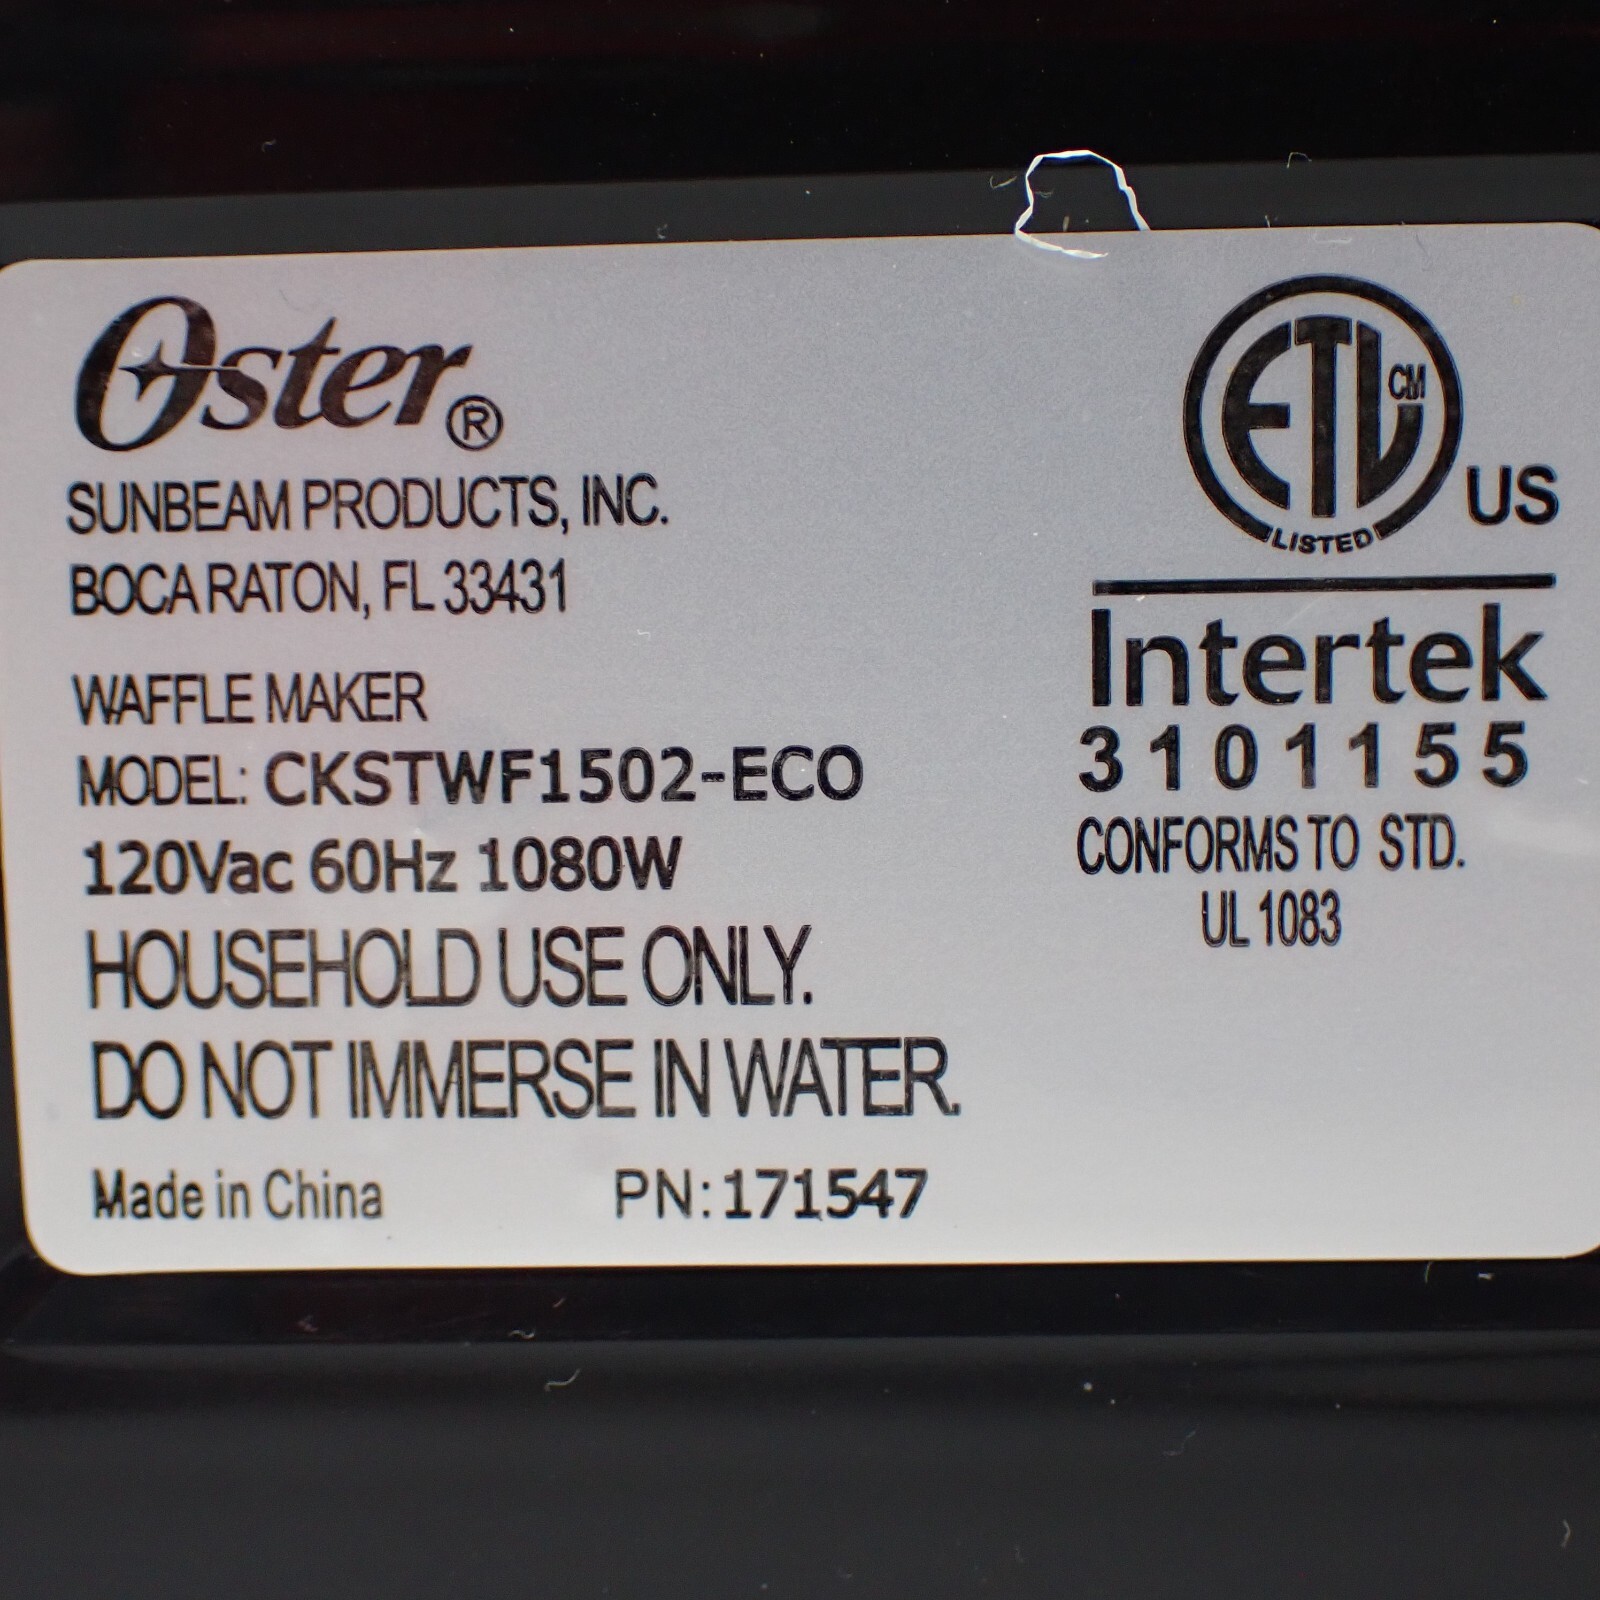 Oster®
SUNBEAM PRODUCTS, INC.
BOCA RATON, FL 33431
WAFFLE MAKER
MODEL: CKSTWF1502-ECO
120Vac 60Hz 1080W
HOUSEHOLD USE ONLY.
DO NOT IMMERSE IN WATER.
Made in China
PN:171547
ETL CM
LISTED
US
Intertek
3101155
CONFORMS TO STD.
UL 1083